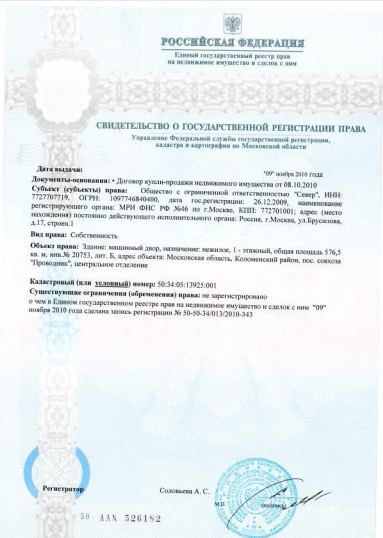 РОССИЙСКАЯ ФЕДЕРАЦИЯ
Единый государственный реестр прав
на недвижимое имущество и сделок с ним
СВИДЕТЕЛЬСТВО О ГОСУДАРСТВЕННОЙ РЕГИСТРАЦИИ ПРАВА
Управление Федеральной службы государственной регистрации,
кадастра и картографии по Московской области
Дата выдачи: "09" ноября 2010 года
Документы-основания: • Договор купли-продажи недвижимого имущества от 08.10.2010
Субъект (субъекты) права: Общество с ограниченной ответственностью "Север", ИНН:
7727707719, ОГРН: 1097746840400, дата гос.регистрации: 26.12.2009, наименование
регистрирующего органа: МРИ ФНС РФ №46 по г.Москве, КПП: 772701001; адрес (место
нахождения) постоянно действующего исполнительного органа: Россия, г.Москва, ул.Брусилова,
д.17, строен.1
Вид права: Собственность
Объект права: Здание: машинный двор, назначение: нежилое, 1 - этажный, общая площадь 576,5
кв. м, инв.№ 20753, лит. Б, адрес объекта: Московская область, Коломенский район, пос. совхоза
"Проводник", центральное отделение
Кадастровый (или условный) номер: 50:34:05:13925:001
Существующие ограничения (обременения) права: не зарегистрировано
о чем в Едином государственном реестре прав на недвижимое имущество и сделок с ним "09"
ноября 2010 года сделана запись регистрации № 50-50-34/013/2010-343
Регистратор Соловьева А. С.
М.П. (подпись)
50- ААN 526182